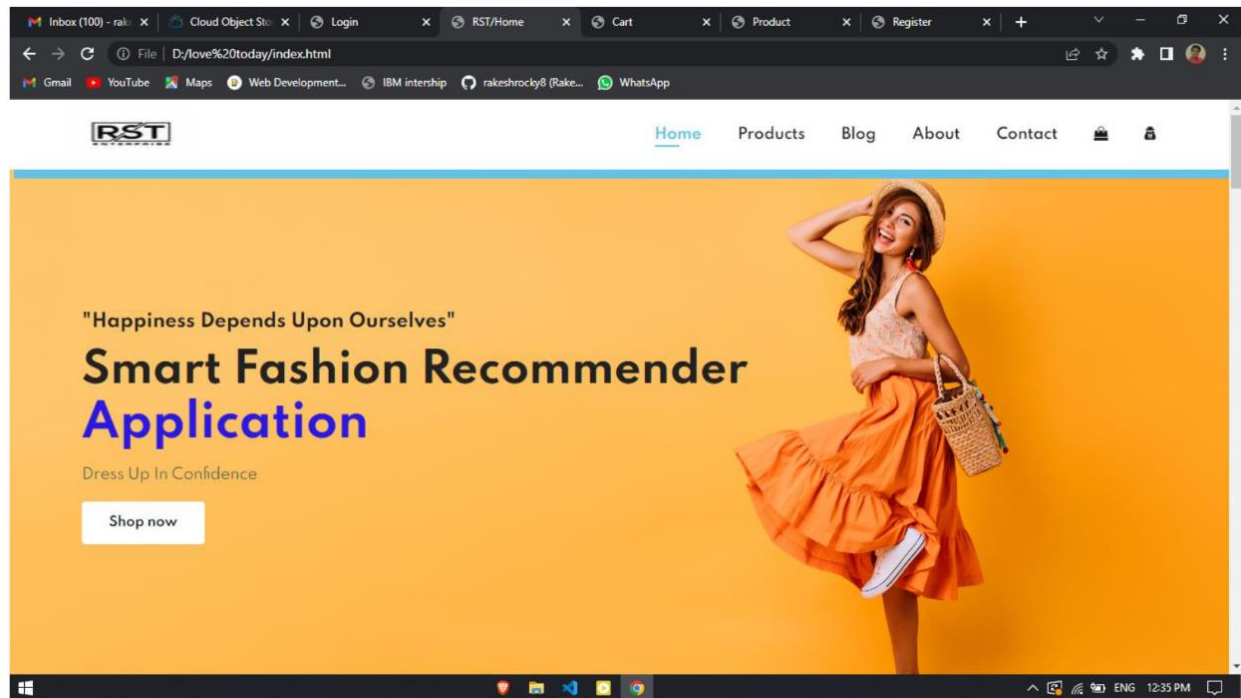 Inbox (100) - rak
Cloud Object Sto
Login
RST/Home
Cart
Product
Register
File | D:/love%20today/index.html
Gmail
YouTube
Maps
Web Development...
IBM intership
rakeshrocky8 (Rake...
WhatsApp
RST
ENTERPRISE
Home
Products
Blog
About
Contact
"Happiness Depends Upon Ourselves"
Smart Fashion Recommender
Application
Dress Up In Confidence
Shop now
ENG 12:35 PM